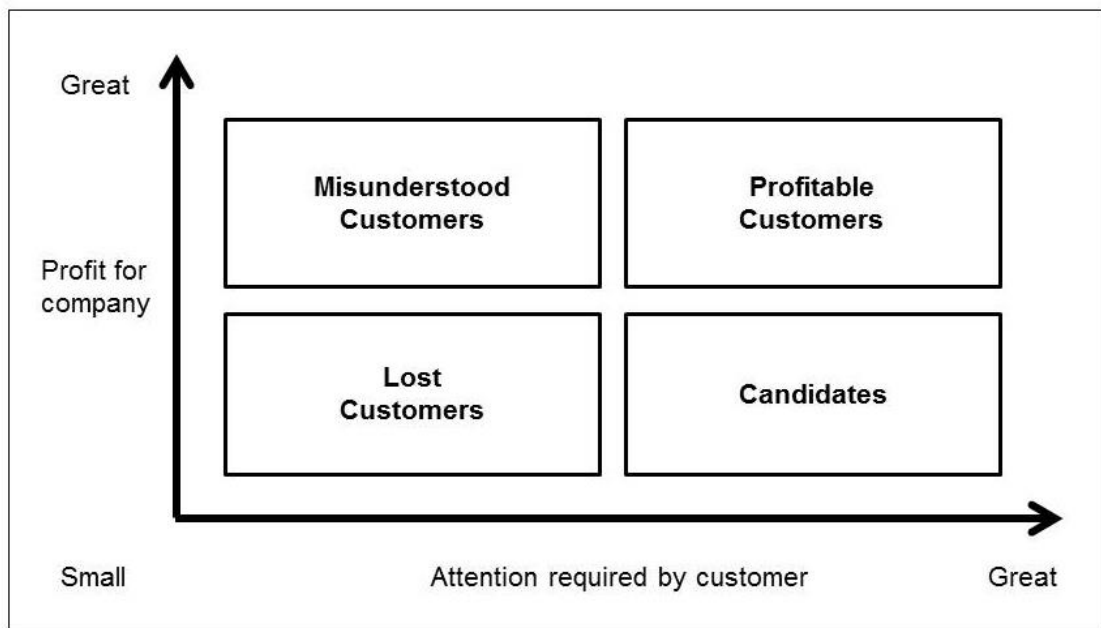 Great
Misunderstood
Customers
Profitable
Customers
Profit for
company
Lost
Customers
Candidates
Small
Attention required by customer
Great